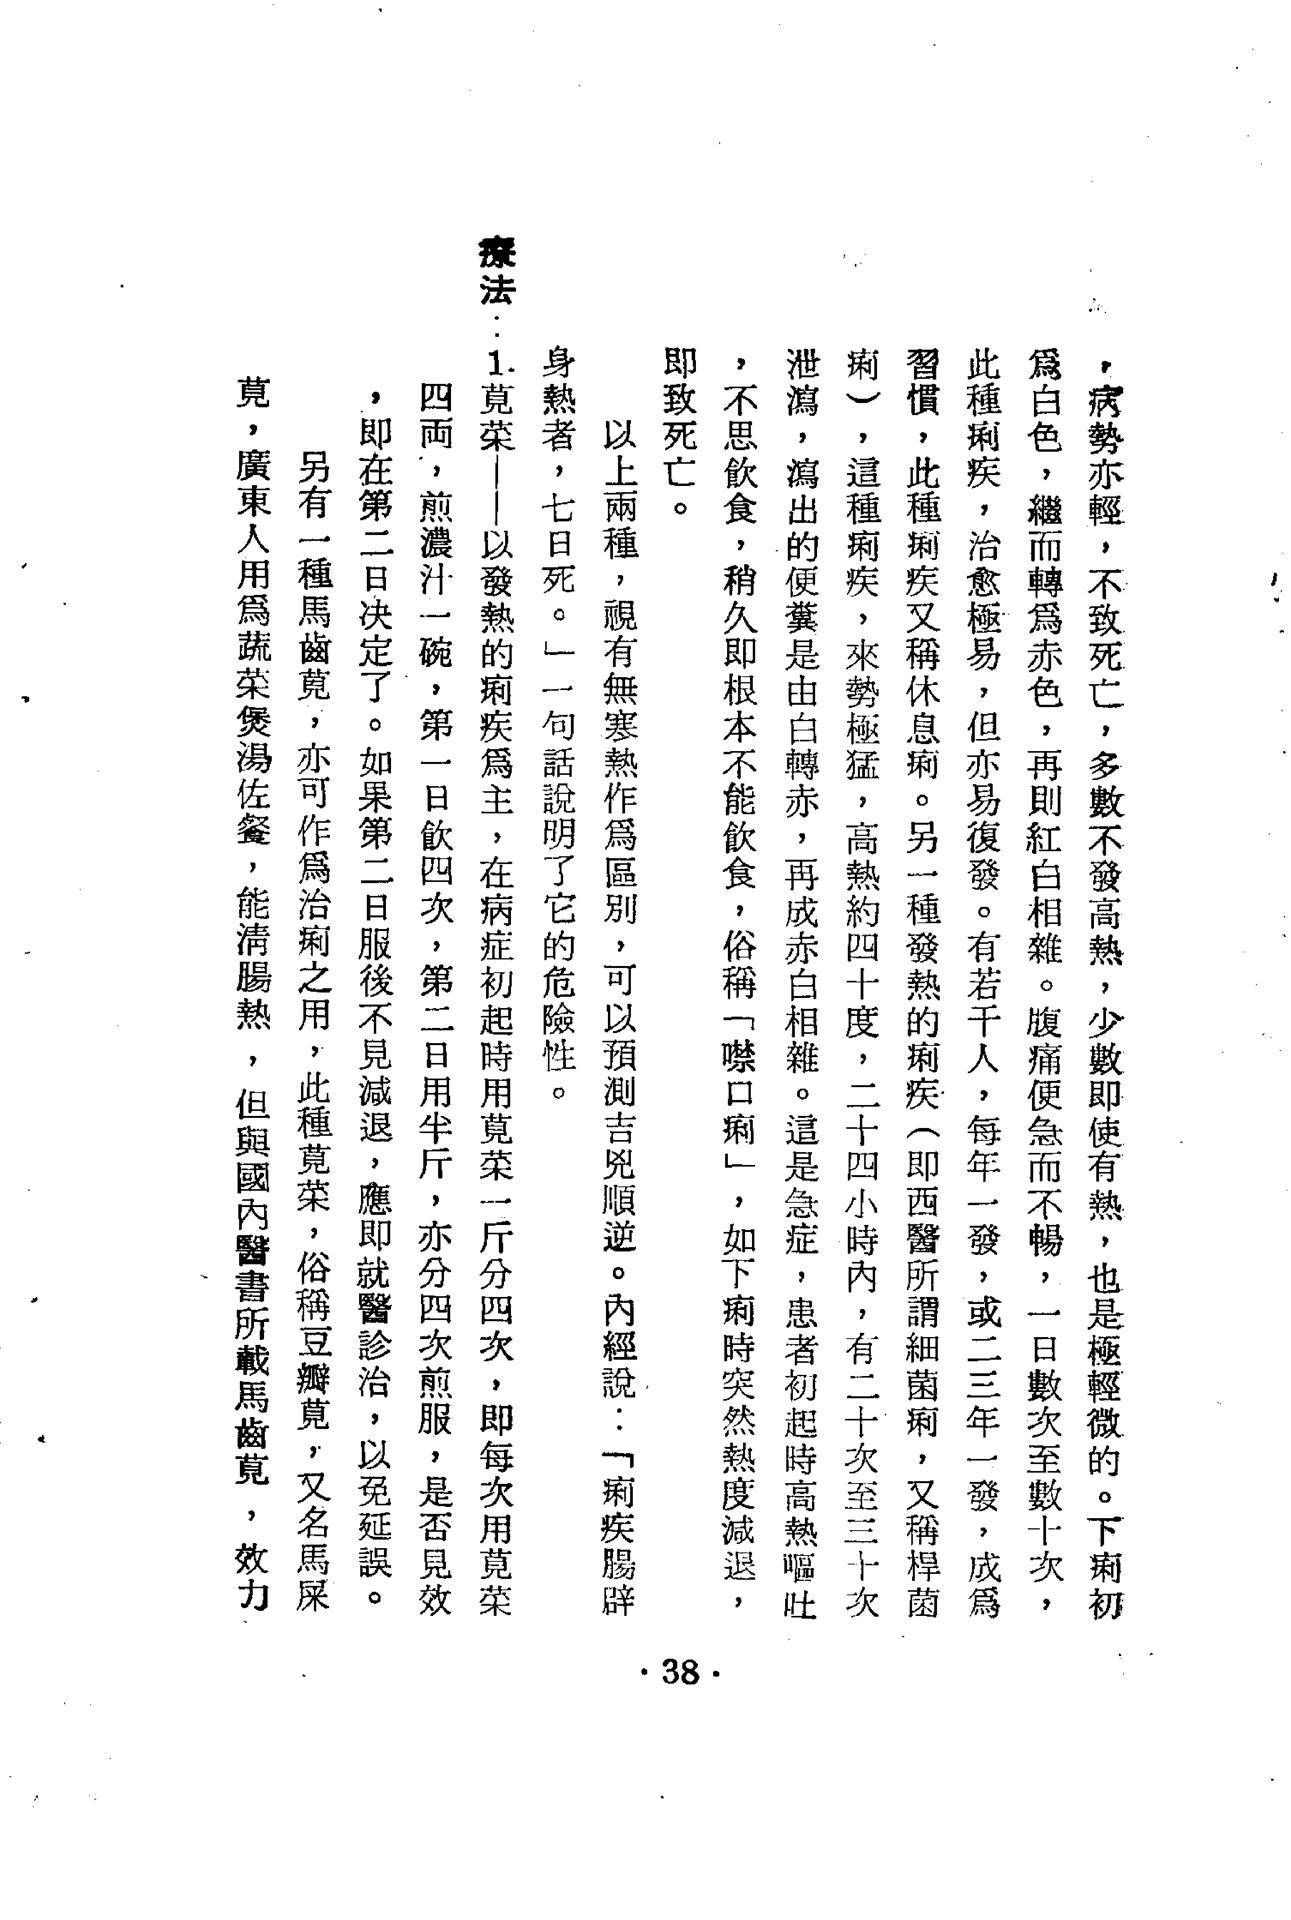 ，病勢亦輕，不致死亡，多數不發高熱，少數即使有熱，也是極輕微的。下痢初
爲白色，繼而轉爲赤色，再則紅白相雜。腹痛便急而不暢，一日數次至數十次，
此種痢疾，治愈極易，但亦易復發。有若干人，每年一發，或二三年一發，成爲
習慣，此種痢疾又稱休息痢。另一種發熱的痢疾（即西醫所謂細菌痢，又稱桿菌
痢），這種痢疾，來勢極猛，高熱約四十度，二十四小時內，有二十次至三十次
泄瀉，瀉出的便糞是由白轉赤，再成赤白相雜。這是急症，患者初起時高熱嘔吐
，不思飲食，稍久即根本不能飲食，俗稱「噤口痢」，如下痢時突然熱度減退，
即致死亡。
以上兩種，視有無寒熱作爲區別，可以預測吉兇順逆。內經說：「痢疾腸辟
身熱者，七日死。」一句話說明了它的危險性。
療法：1.莧菜——以發熱的痢疾爲主，在病症初起時用莧菜一斤分四次，即每次用莧菜
四両，煎濃汁一碗，第一日飲四次，第二日用半斤，亦分四次煎服，是否見效
，即在第二日決定了。如果第二日服後不見減退，應即就醫診治，以免延誤。
另有一種馬齒莧，亦可作爲治痢之用，此種莧菜，俗稱豆瓣莧，又名馬屎
莧，廣東人用爲蔬菜煲湯佐餐，能清腸熱，但與國內醫書所載馬齒莧，效力
·38·